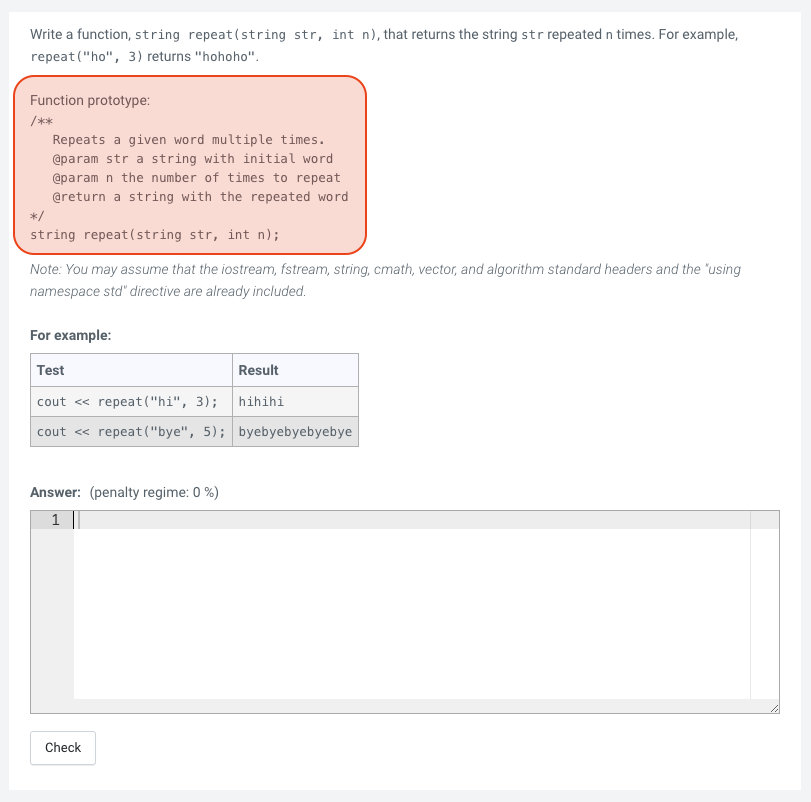 Write a function, string repeat(string str, int n), that returns the string str repeated n times. For example,
repeat("ho", 3) returns "hohoho".
Function prototype:
/**
   Repeats a given word multiple times.
   @param str a string with initial word
   @param n the number of times to repeat
   @return a string with the repeated word
*/
string repeat(string str, int n);
Note: You may assume that the iostream, fstream, string, cmath, vector, and algorithm standard headers and the "using
namespace std" directive are already included.
For example:
Test Result
cout << repeat("hi", 3); hihihi
cout << repeat("bye", 5); byebyebyebyebye
Answer: (penalty regime: 0 %)
1
Check